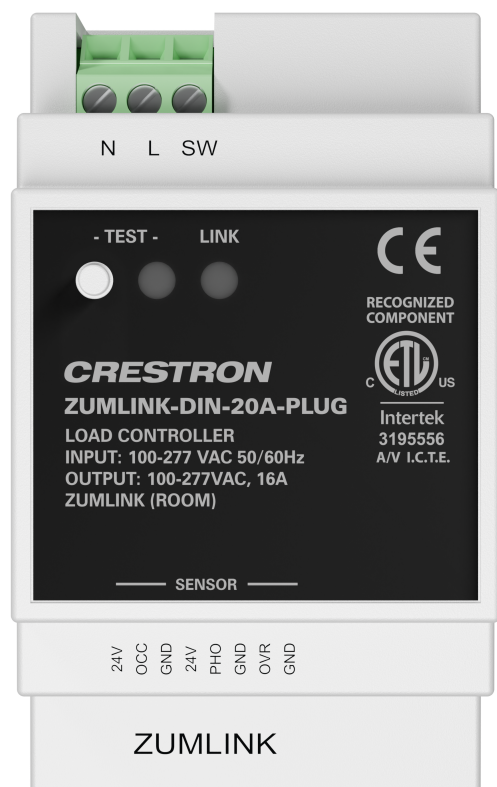 N L SW
- TEST - LINK
CE
RECOGNIZED
COMPONENT
ETL CM
LISTED
C US
Intertek
3195556
A/V I.C.T.E.
CRESTRON
ZUMLINK-DIN-20A-PLUG
LOAD CONTROLLER
INPUT: 100-277 VAC 50/60Hz
OUTPUT: 100-277VAC, 16A
ZUMLINK (ROOM)
SENSOR
24V OCC GND 24V PHO GND OVR GND
ZUMLINK